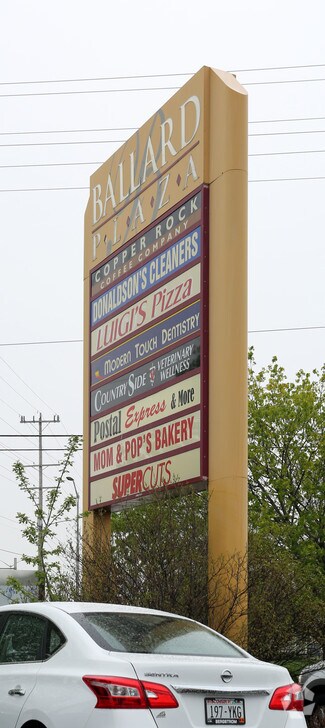 BALLARD
P·L·A·Z·A
COPPER ROCK
COFFEE COMPANY
DONALDSON'S CLEANERS
LUIGI'S Pizza
MODERN TOUCH DENTISTRY
COUNTRY SIDE VETERINARY
WELLNESS
Postal Express & More
MOM & POP'S BAKERY
SUPERCUTS
SENTRA
197-YKG
BERGSTROM